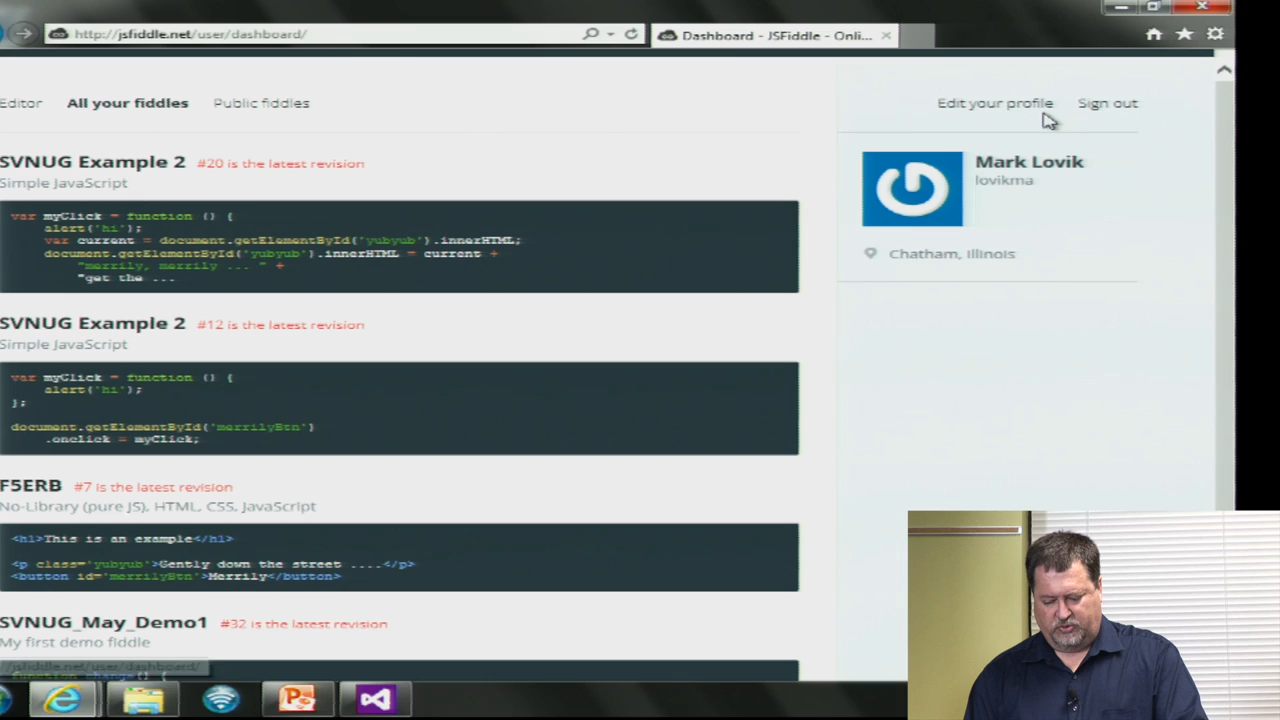 http://jsfiddle.net/user/dashboard/
Dashboard - JSFiddle - Onli...
Editor All your fiddles Public fiddles
Edit your profile Sign out
SVNUG Example 2 #20 is the latest revision
Simple JavaScript
var myClick = function () {
alert('hi');
var current = document.getElementById('yubyub').innerHTML;
document.getElementById('yubyub').innerHTML = current +
"merrily, merrily ... " +
"get the ...
Mark Lovik
lovikma
Chatham, Illinois
SVNUG Example 2 #12 is the latest revision
Simple JavaScript
var myClick = function () {
alert('hi');
};
document.getElementById('merrilyBtn')
.onclick = myClick;
F5ERB #7 is the latest revision
No-Library (pure JS), HTML, CSS, JavaScript
<h1>This is an example</h1>
<p class='yubyub'>Gently down the street ....</p>
<button id='merrilyBtn'>Merrily</button>
SVNUG_May_Demo1 #32 is the latest revision
My first demo fiddle
//jsfiddle.net/user/dashboard/
function change() {